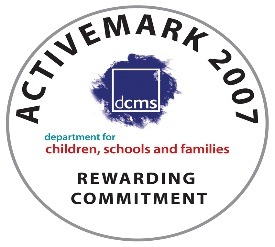 ACTIVEMARK 2007
dcms
department for
children, schools and families
REWARDING
COMMITMENT